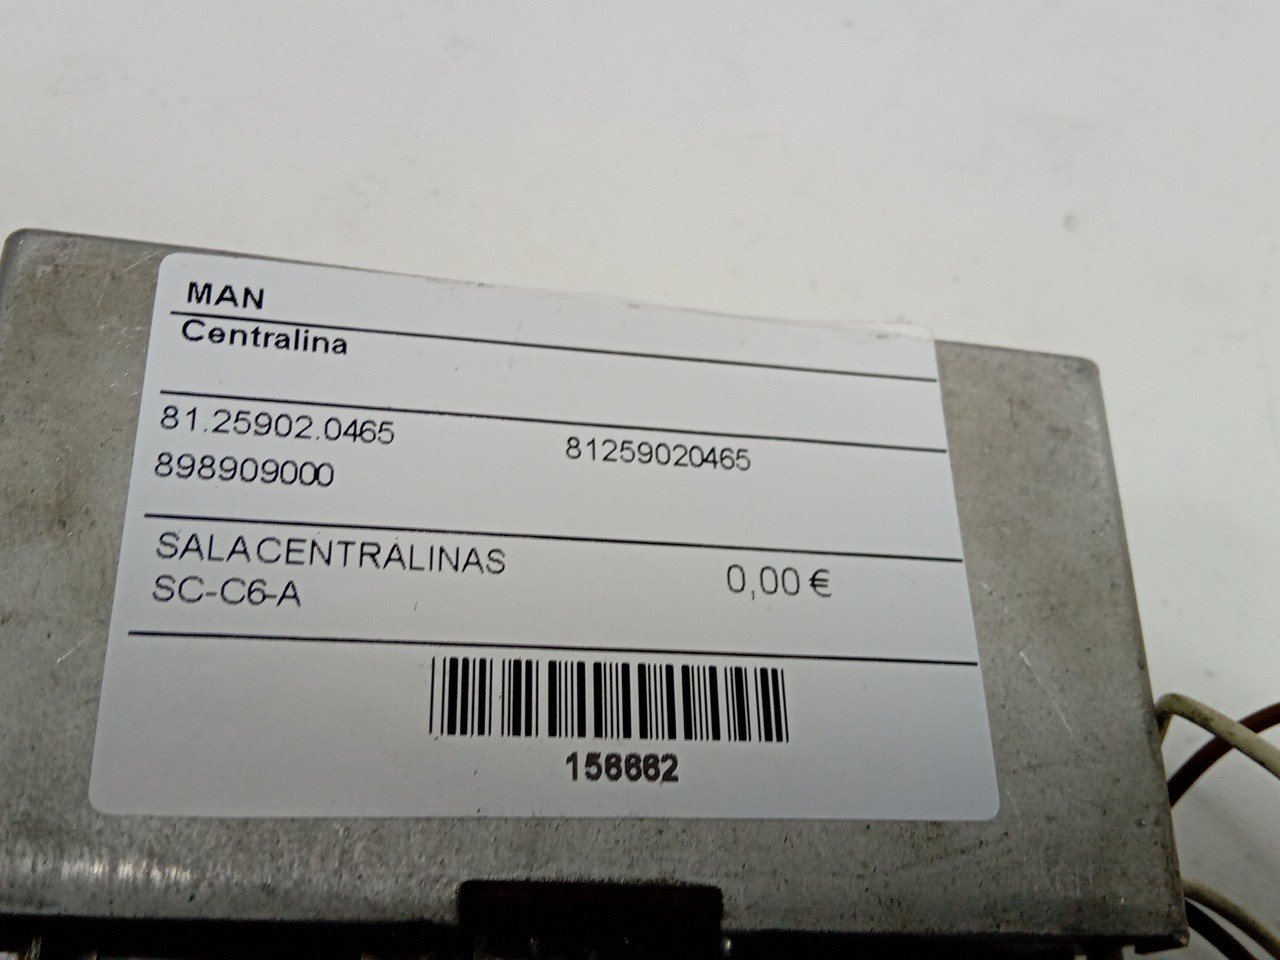 MAN
Centralina
81.25902.0465 81259020465
898909000
SALACENTRALINAS 0,00 €
SC-C6-A
156662